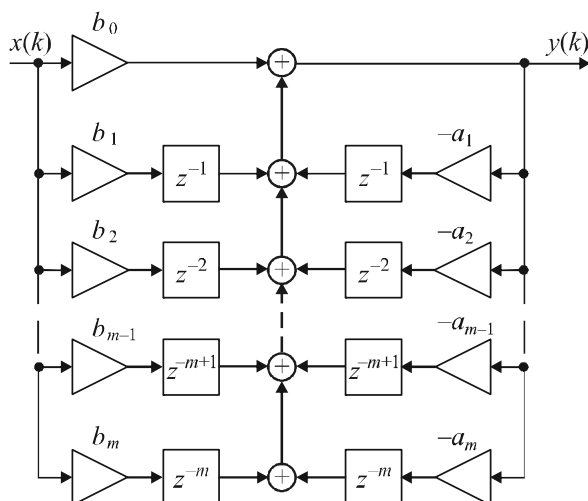 b₀
x(k)
y(k)
+
b₁
z⁻¹
+
z⁻¹
–a₁
b₂
z⁻²
+
z⁻²
–a₂
bₘ₋₁
z⁻ᵐ⁺¹
+
z⁻ᵐ⁺¹
–aₘ₋₁
bₘ
z⁻ᵐ
+
z⁻ᵐ
–aₘ